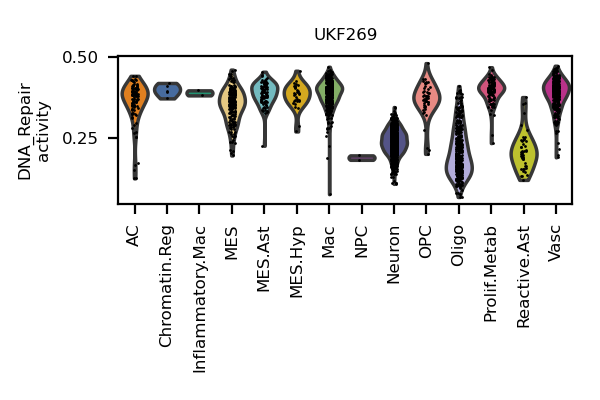 UKF269
DNA_Repair
activity
0.50
0.25
AC
Chromatin.Reg
Inflammatory.Mac
MES
MES.Ast
MES.Hyp
Mac
NPC
Neuron
OPC
Oligo
Prolif.Metab
Reactive.Ast
Vasc